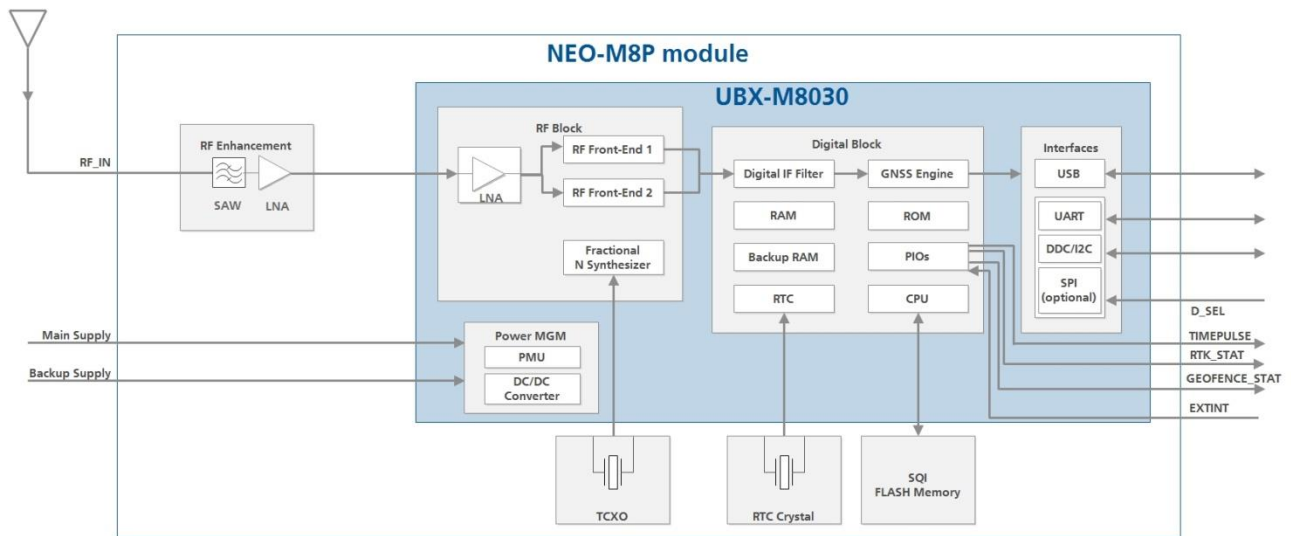 NEO-M8P module
UBX-M8030
RF_IN
RF Enhancement
SAW
LNA
RF Block
LNA
RF Front-End 1
RF Front-End 2
Fractional
N Synthesizer
Digital Block
Digital IF Filter
GNSS Engine
RAM
ROM
Backup RAM
PIOs
RTC
CPU
Interfaces
USB
UART
DDC/I2C
SPI
(optional)
D_SEL
TIMEPULSE
RTK_STAT
GEOFENCE_STAT
EXTINT
Main Supply
Backup Supply
Power MGM
PMU
DC/DC
Converter
TCXO
RTC Crystal
SQI
FLASH Memory